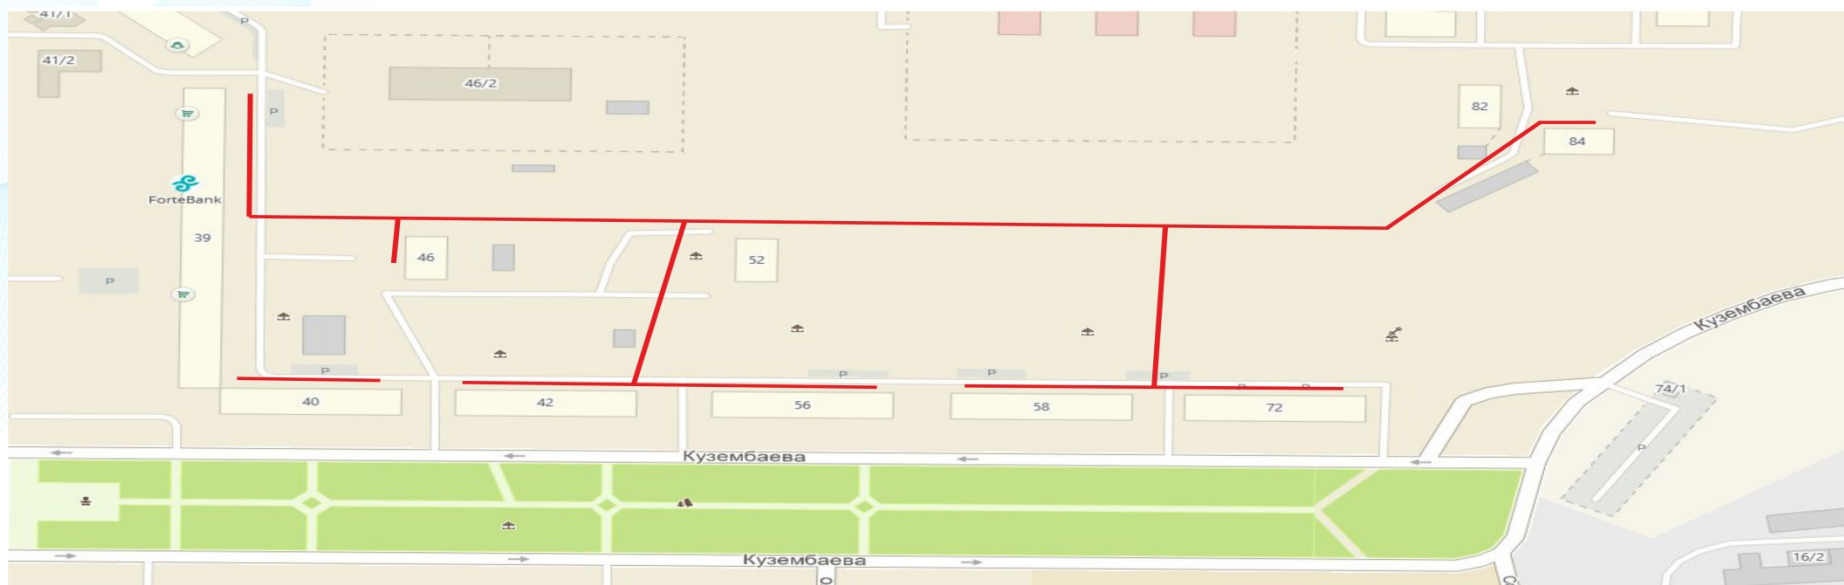 41/1
P
41/2
46/2
P
82
84
ForteBank
39
46
52
P
Кузембаева
P
P
P
P
P
P
74/1
40
42
56
58
72
P
Кузембаева
Кузембаева
16/2